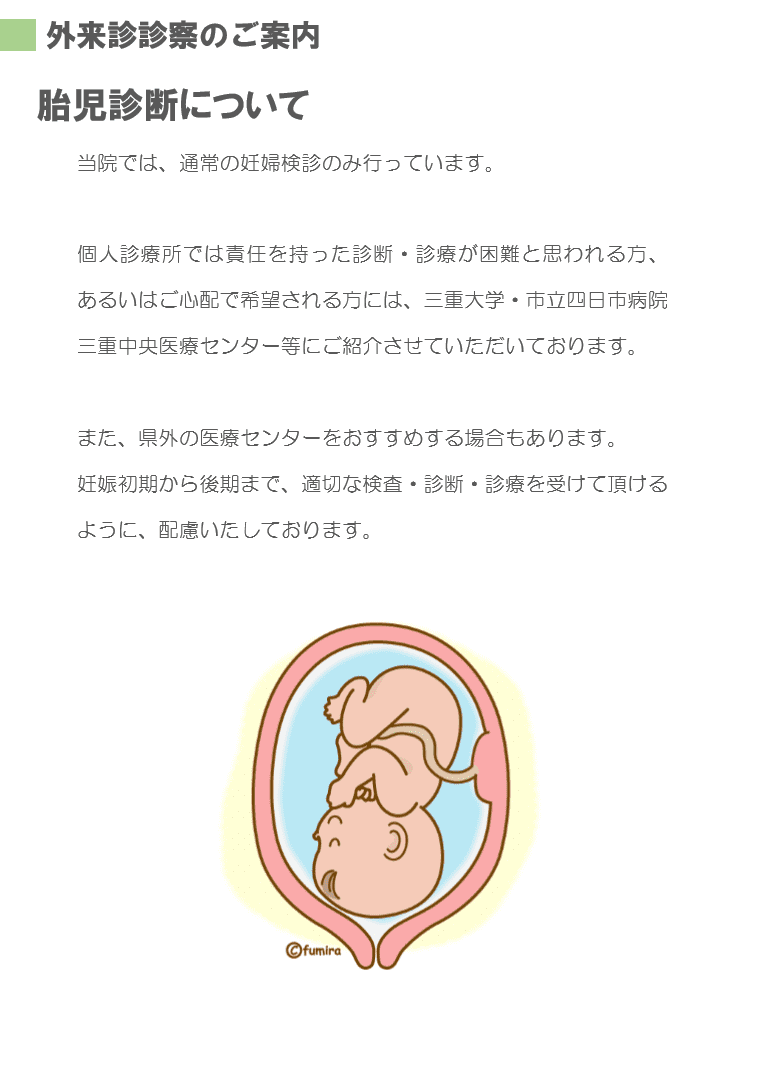 外来診診察のご案内
胎児診断について
当院では、通常の妊婦検診のみ行っています。
個人診療所では責任を持った診断・診療が困難と思われる方、
あるいはご心配で希望される方には、三重大学・市立四日市病院
三重中央医療センター等にご紹介させていただいております。
また、県外の医療センターをおすすめする場合もあります。
妊娠初期から後期まで、適切な検査・診断・診療を受けて頂ける
ように、配慮いたしております。
©fumira